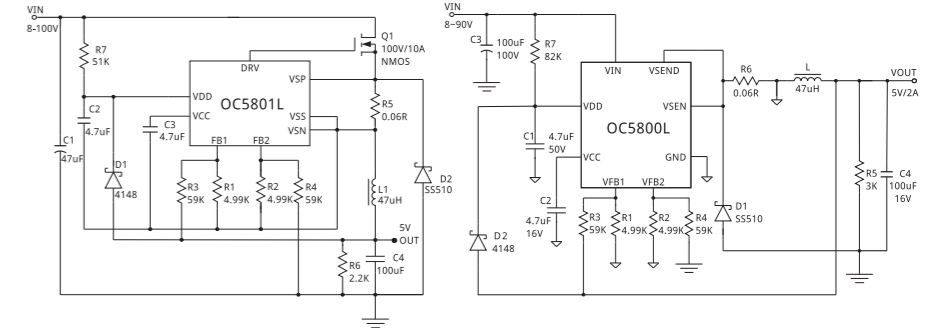 VIN
8-100V
R7
51K
Q1
100V/10A
NMOS
DRV
VSP
OC5801L
VDD
VCC
VSS
VSN
FB1
FB2
R5
0.06R
C2
4.7uF
C3
4.7uF
C1
47uF
D1
4148
R3
59K
R1
4.99K
R2
4.99K
R4
59K
D2
SS510
L1
47uH
5V
OUT
R6
2.2K
C4
100uF
VIN
8~90V
C3
100uF
100V
R7
82K
VIN
VSEND
R6
0.06R
L
47uH
VOUT
5V/2A
VDD
VSEN
OC5800L
C1
4.7uF
50V
VCC
GND
VFB1
VFB2
C2
4.7uF
16V
R3
59K
R1
4.99K
R2
4.99K
R4
59K
D1
SS510
R5
3K
C4
100uF
16V
D2
4148